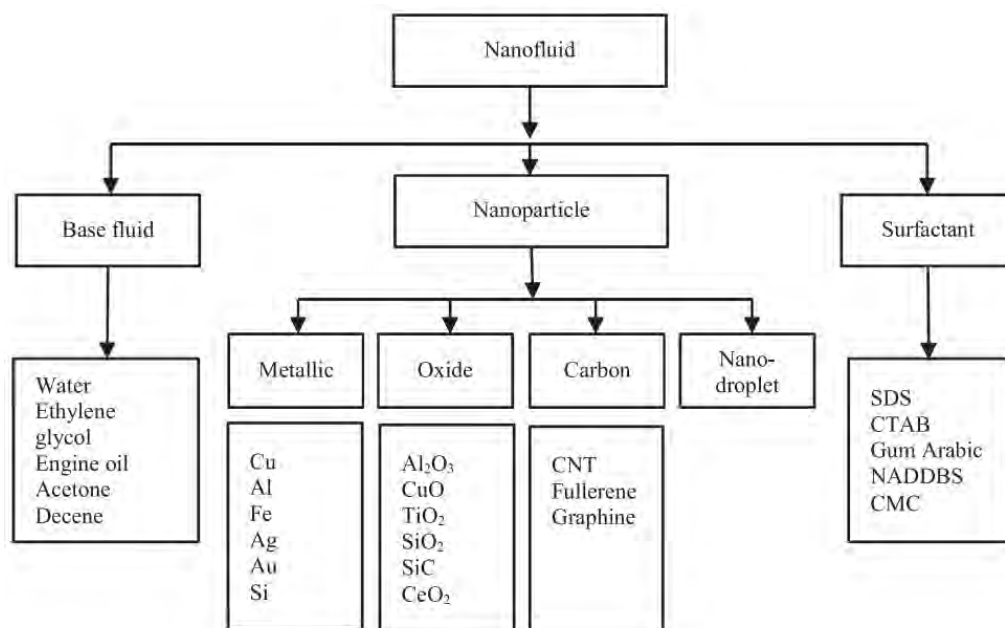 Nanofluid
Base fluid
Nanoparticle
Surfactant
Metallic
Oxide
Carbon
Nano-
droplet
Water
Ethylene
glycol
Engine oil
Acetone
Decene
Cu
Al
Fe
Ag
Au
Si
Al₂O₃
CuO
TiO₂
SiO₂
SiC
CeO₂
CNT
Fullerene
Graphine
SDS
CTAB
Gum Arabic
NADDBS
CMC